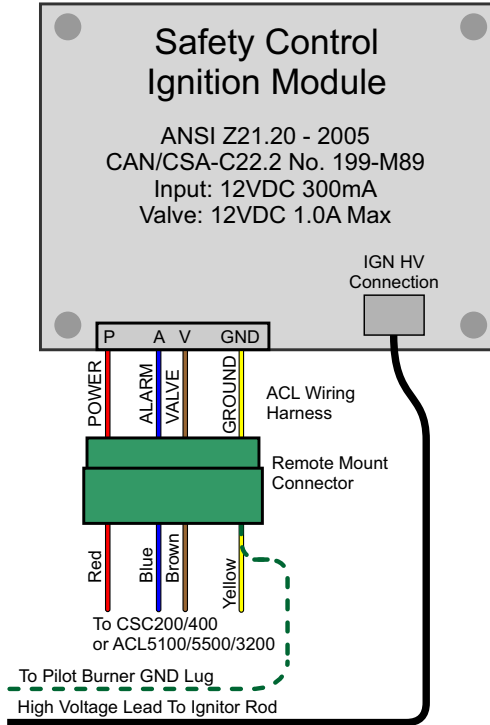 Safety Control
Ignition Module
ANSI Z21.20 - 2005
CAN/CSA-C22.2 No. 199-M89
Input: 12VDC 300mA
Valve: 12VDC 1.0A Max
IGN HV
Connection
P A V GND
POWER
ALARM
VALVE
GROUND
ACL Wiring
Harness
Remote Mount
Connector
Red
Blue
Brown
Yellow
To CSC200/400
or ACL5100/5500/3200
To Pilot Burner GND Lug
High Voltage Lead To Ignitor Rod